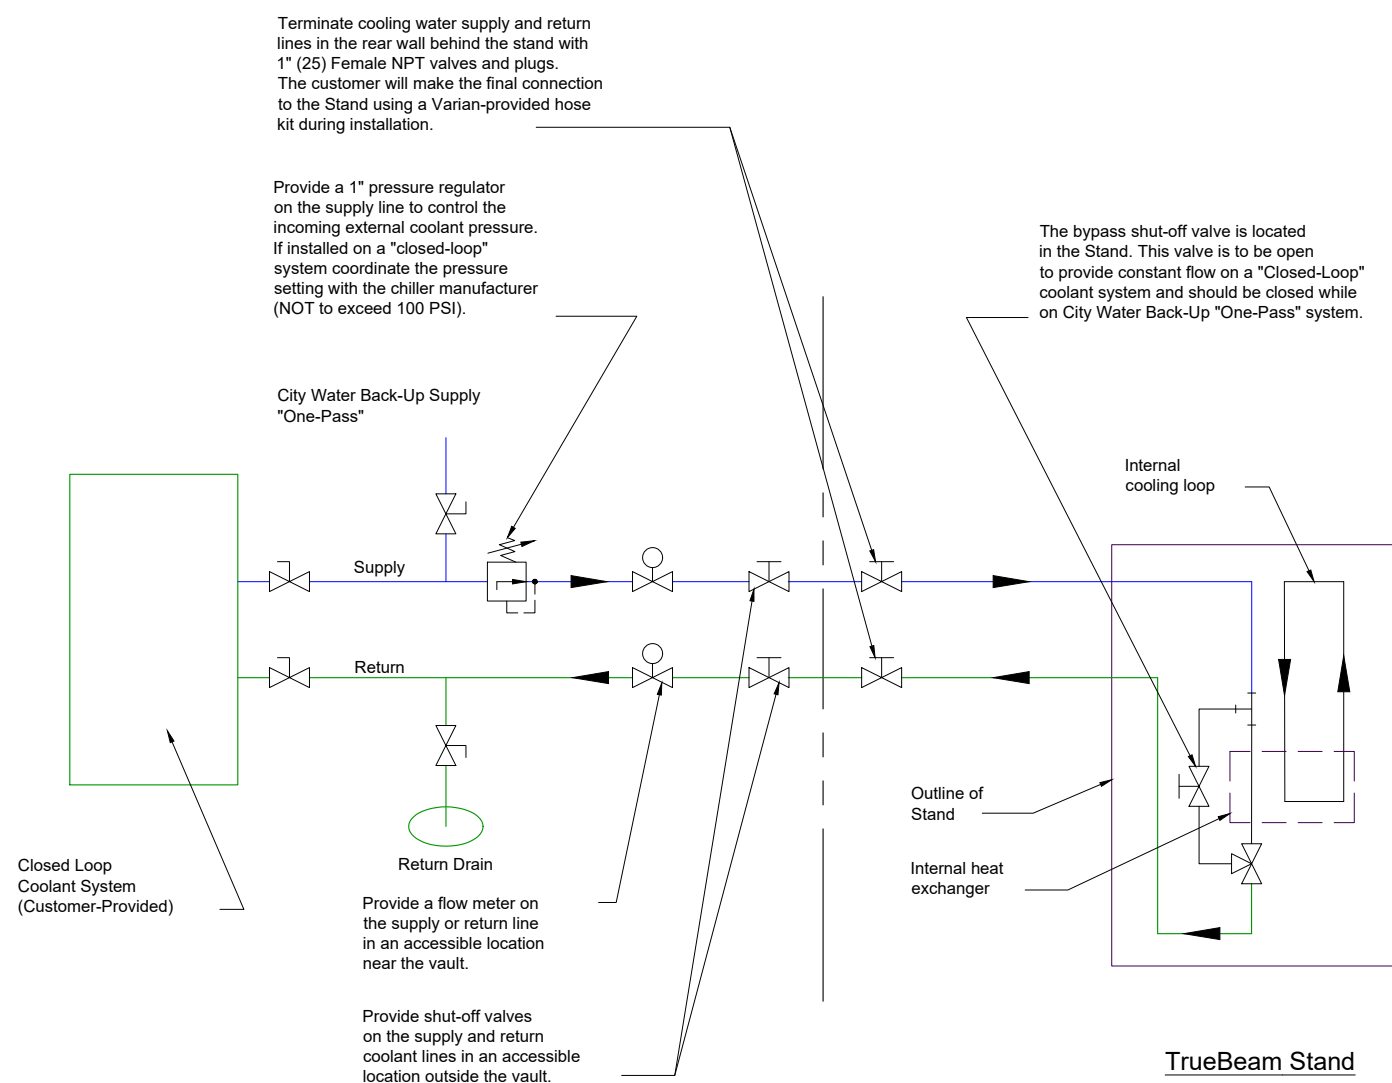 Terminate cooling water supply and return
lines in the rear wall behind the stand with
1" (25) Female NPT valves and plugs.
The customer will make the final connection
to the Stand using a Varian-provided hose
kit during installation.
Provide a 1" pressure regulator
on the supply line to control the
incoming external coolant pressure.
If installed on a "closed-loop"
system coordinate the pressure
setting with the chiller manufacturer
(NOT to exceed 100 PSI).
The bypass shut-off valve is located
in the Stand. This valve is to be open
to provide constant flow on a "Closed-Loop"
coolant system and should be closed while
on City Water Back-Up "One-Pass" system.
City Water Back-Up Supply
"One-Pass"
Internal
cooling loop
Supply
Return
Outline of
Stand
Internal heat
exchanger
Return Drain
Closed Loop
Coolant System
(Customer-Provided)
Provide a flow meter on
the supply or return line
in an accessible location
near the vault.
Provide shut-off valves
on the supply and return
coolant lines in an accessible
location outside the vault.
TrueBeam Stand